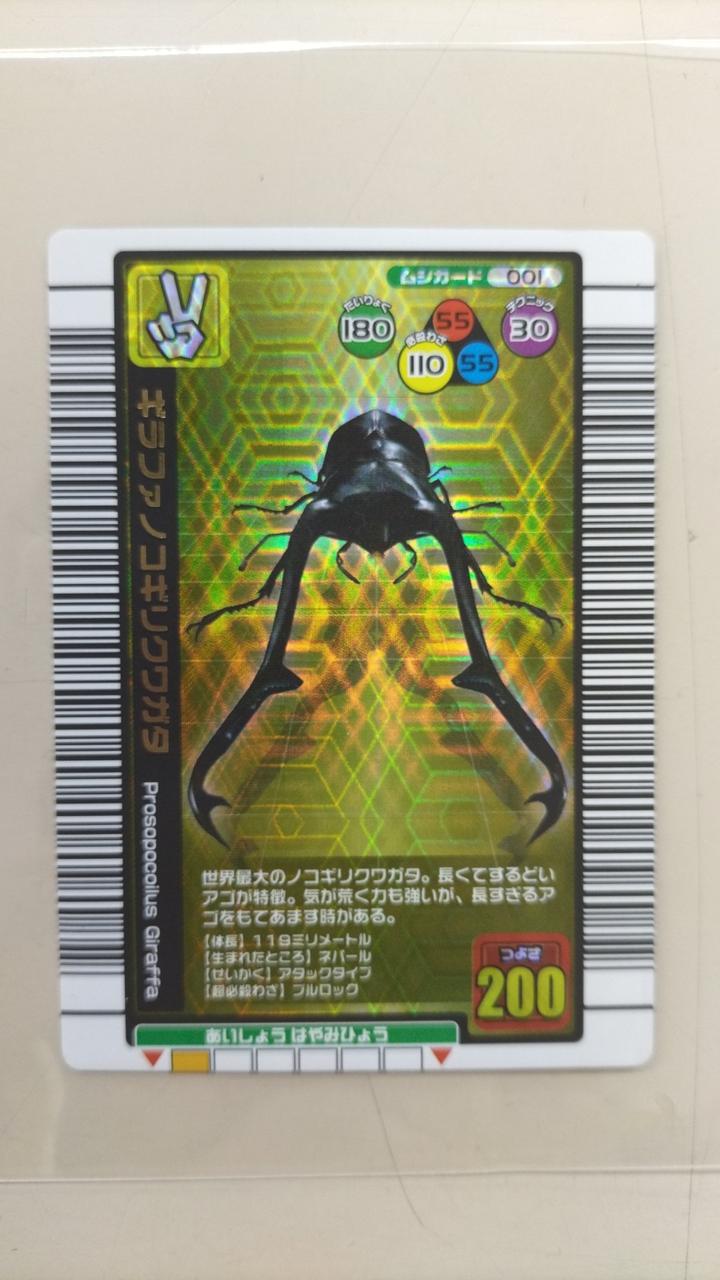 ムシカード 001
たいりょく
180
55
必殺わざ
110
55
テクニック
30
ギラファノコギリクワガタ
Prosopocoilus Giraffa
世界最大のノコギリクワガタ。長くてするどい
アゴが特徴。気が荒く力も強いが、長すぎるア
ゴをもてあます時がある。
【体長】119ミリメートル
【生まれたところ】ネパール
【せいかく】アタックタイプ
【超必殺わざ】ブルロック
つよさ
200
あいしょう はやみひょう